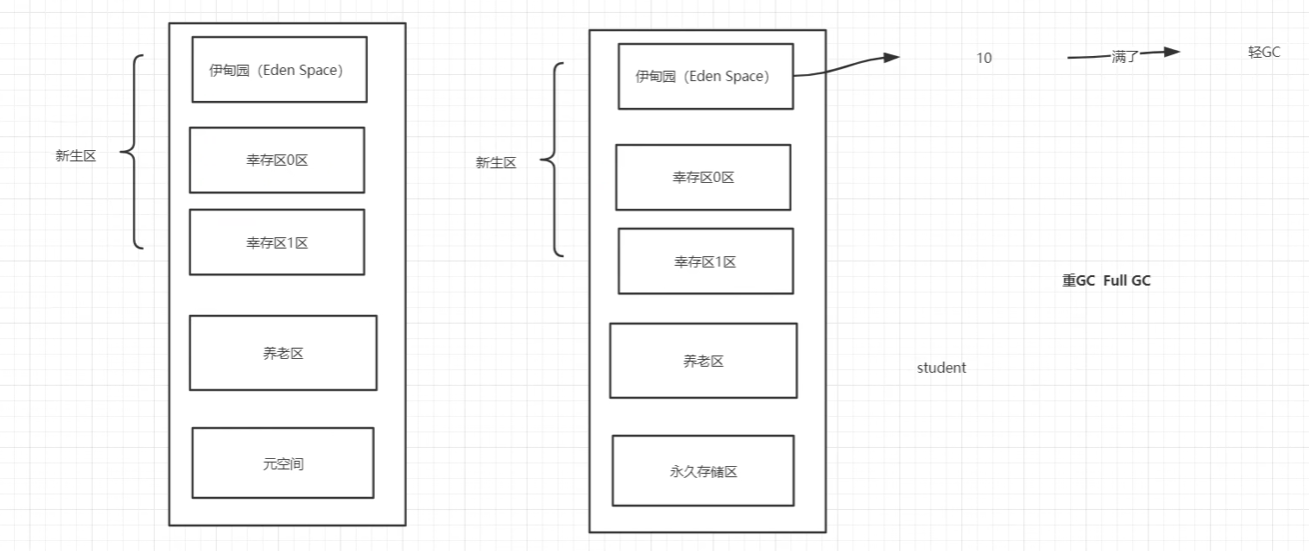 伊甸园（Eden Space）
幸存区0区
新生区
幸存区1区
养老区
元空间
伊甸园（Eden Space）
幸存区0区
新生区
幸存区1区
养老区
永久存储区
10
满了
轻GC
重GC Full GC
student